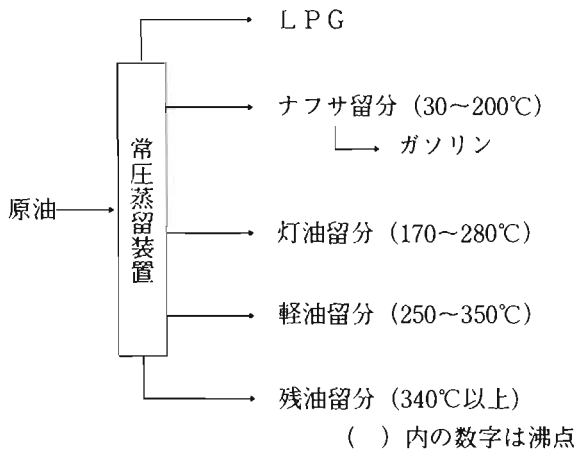 ＬＰＧ
ナフサ留分（30～200℃）
ガソリン
常圧蒸留装置
原油
灯油留分（170～280℃）
軽油留分（250～350℃）
残油留分（340℃以上）
（　）内の数字は沸点